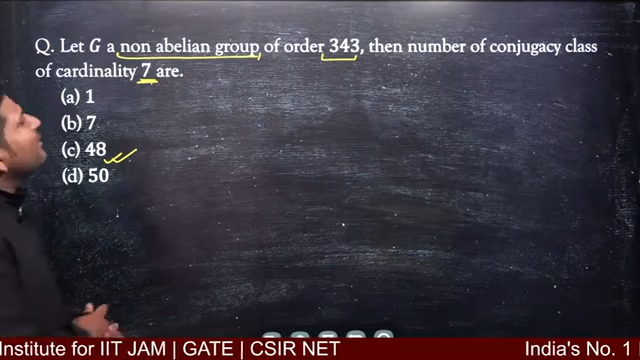 Q. Let G a non abelian group of order 343, then number of conjugacy class
of cardinality 7 are.
(a) 1
(b) 7
(c) 48
(d) 50
Institute for IIT JAM | GATE | CSIR NET
India's No. 1